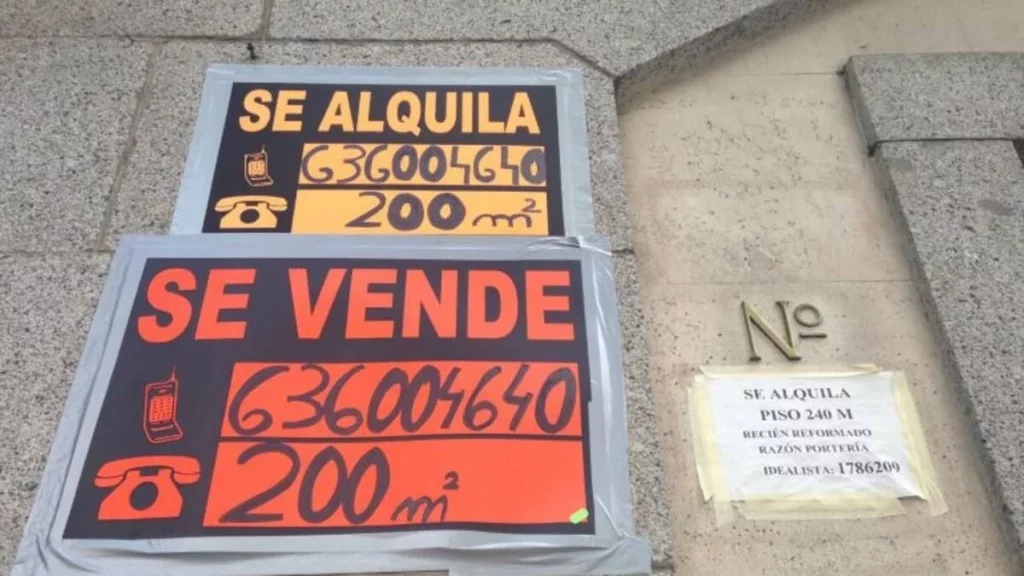 SE ALQUILA
636004640
200 m²
SE VENDE
636004640
200 m²
Nº
SE ALQUILA
PISO 240 M
RECIÉN REFORMADO
RAZÓN PORTERÍA
IDEALISTA: 1786209